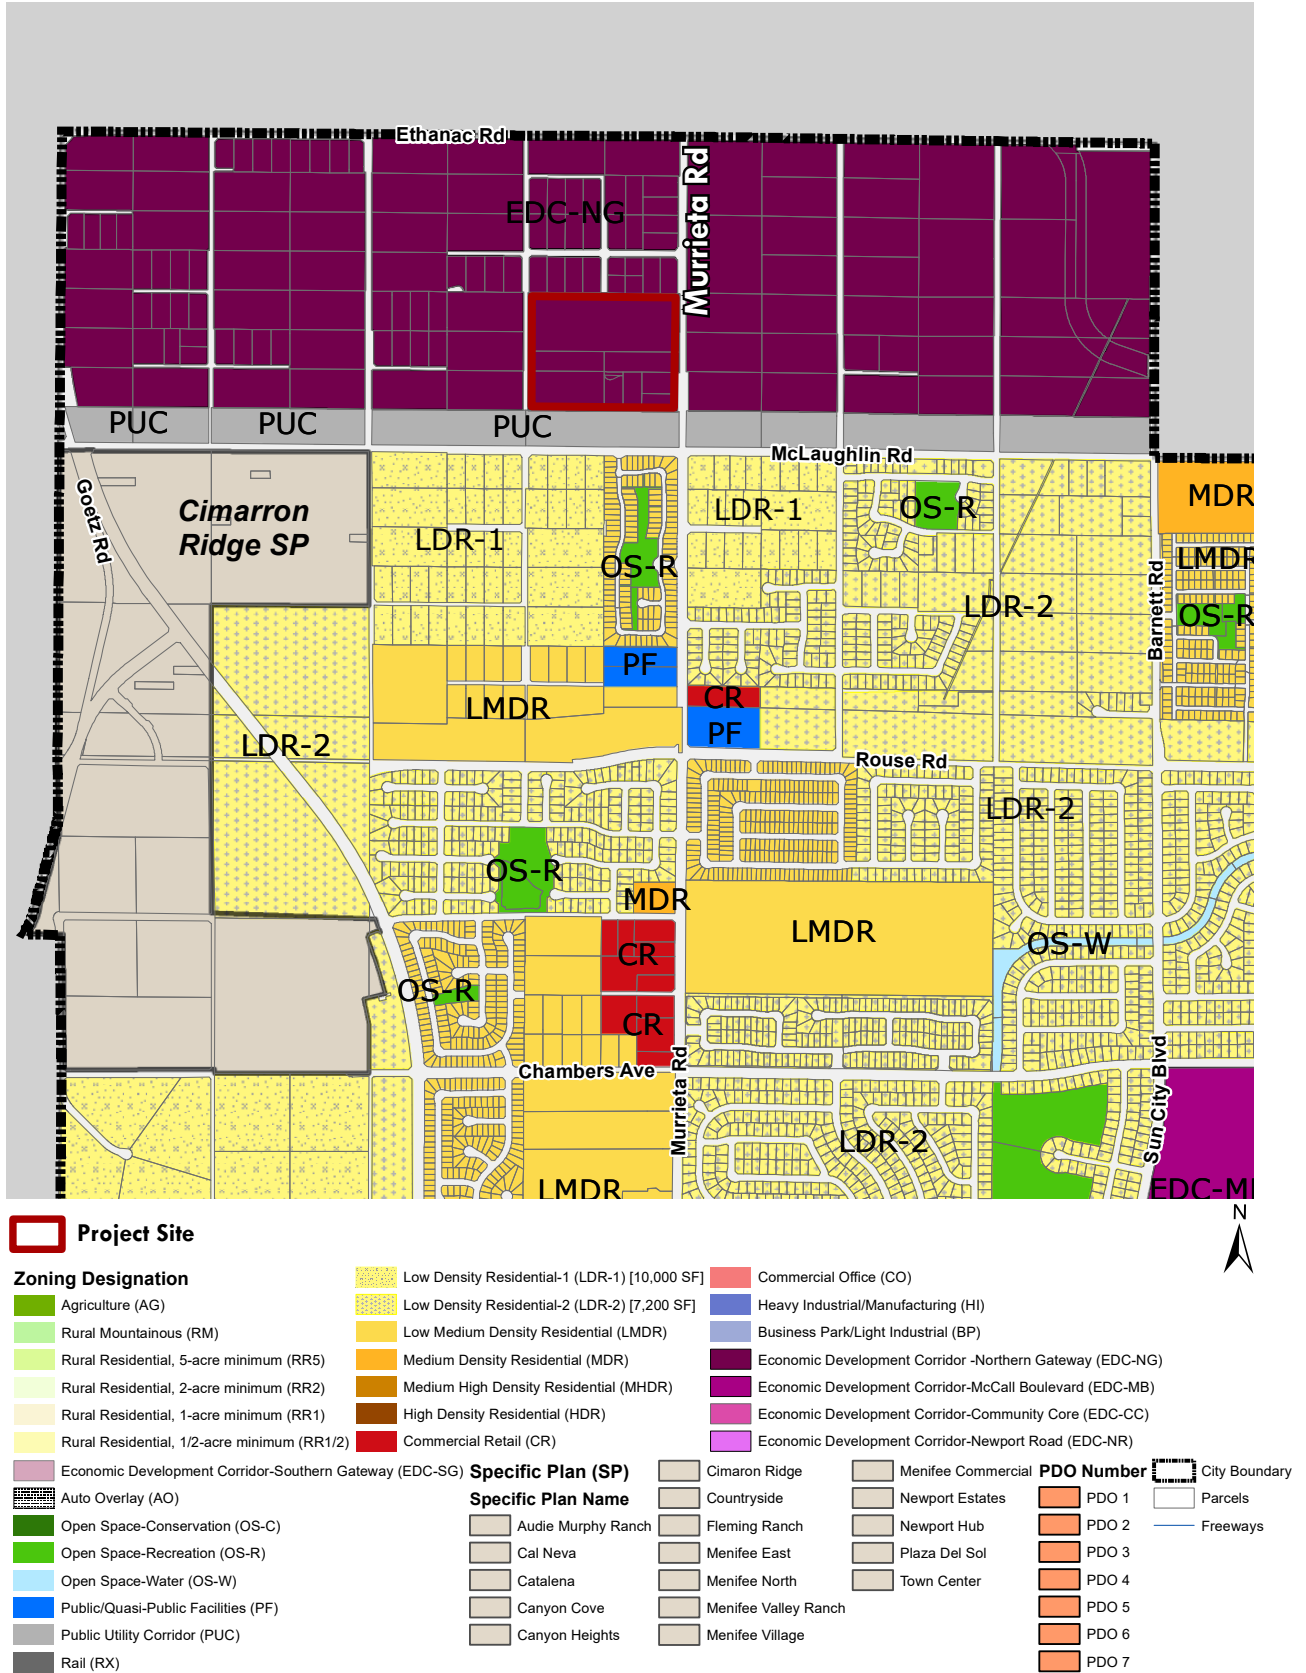 Ethanac Rd
Murrieta Rd
EDC-NG
PUC
PUC
PUC
McLaughlin Rd
Goetz Rd
Cimarron
Ridge SP
LDR-1
LDR-1
OS-R
MDR
OS-R
LMDR
Barnett Rd
LDR-2
OS-R
PF
CR
LMDR
PF
LDR-2
Rouse Rd
LDR-2
OS-R
MDR
LMDR
OS-W
CR
OS-R
CR
Chambers Ave
Murrieta Rd
Sun City Blvd
LDR-2
LMDR
EDC-M
N
Project Site
Zoning Designation
Agriculture (AG)
Rural Mountainous (RM)
Rural Residential, 5-acre minimum (RR5)
Rural Residential, 2-acre minimum (RR2)
Rural Residential, 1-acre minimum (RR1)
Rural Residential, 1/2-acre minimum (RR1/2)
Economic Development Corridor-Southern Gateway (EDC-SG)
Auto Overlay (AO)
Open Space-Conservation (OS-C)
Open Space-Recreation (OS-R)
Open Space-Water (OS-W)
Public/Quasi-Public Facilities (PF)
Public Utility Corridor (PUC)
Rail (RX)
Low Density Residential-1 (LDR-1) [10,000 SF]
Low Density Residential-2 (LDR-2) [7,200 SF]
Low Medium Density Residential (LMDR)
Medium Density Residential (MDR)
Medium High Density Residential (MHDR)
High Density Residential (HDR)
Commercial Retail (CR)
Commercial Office (CO)
Heavy Industrial/Manufacturing (HI)
Business Park/Light Industrial (BP)
Economic Development Corridor -Northern Gateway (EDC-NG)
Economic Development Corridor-McCall Boulevard (EDC-MB)
Economic Development Corridor-Community Core (EDC-CC)
Economic Development Corridor-Newport Road (EDC-NR)
Specific Plan (SP)
Specific Plan Name
Audie Murphy Ranch
Cal Neva
Catalena
Canyon Cove
Canyon Heights
Cimaron Ridge
Countryside
Fleming Ranch
Menifee East
Menifee North
Menifee Valley Ranch
Menifee Village
Menifee Commercial
Newport Estates
Newport Hub
Plaza Del Sol
Town Center
PDO Number
PDO 1
PDO 2
PDO 3
PDO 4
PDO 5
PDO 6
PDO 7
City Boundary
Parcels
Freeways